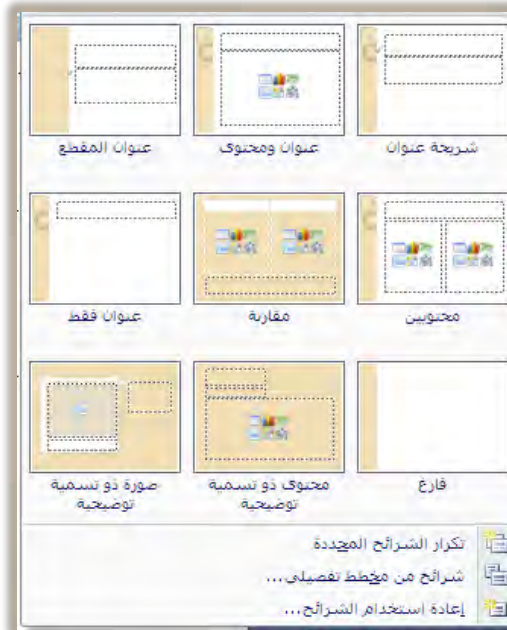 شريحة عنوان
عنوان ومحتوى
عنوان المقطع
محتويين
مقارنة
عنوان فقط
فارغ
محتوى ذو تسمية
توضيحية
صورة ذو تسمية
توضيحية
تكرار الشرائح المحددة
شرائح من مخطط تفصيلي...
إعادة استخدام الشرائح...